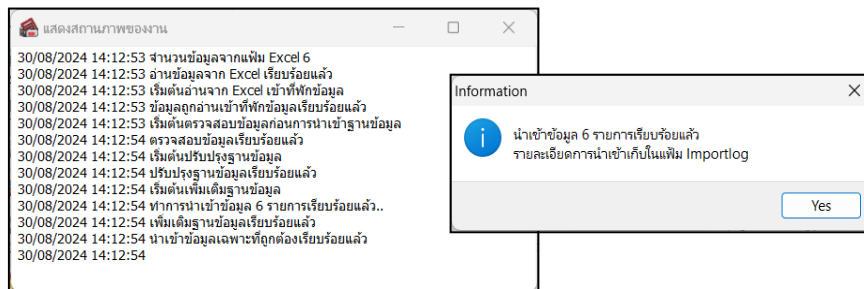 แสดงสถานภาพของงาน
30/08/2024 14:12:53 จำนวนข้อมูลจากแฟ้ม Excel 6
30/08/2024 14:12:53 อ่านข้อมูลจาก Excel เรียบร้อยแล้ว
30/08/2024 14:12:53 เริ่มต้นอ่านจาก Excel เข้าที่พักข้อมูล
30/08/2024 14:12:53 ข้อมูลถูกอ่านเข้าที่พักข้อมูลเรียบร้อยแล้ว
30/08/2024 14:12:53 เริ่มต้นตรวจสอบข้อมูลก่อนการนำเข้าฐานข้อมูล
30/08/2024 14:12:54 ตรวจสอบข้อมูลเรียบร้อยแล้ว
30/08/2024 14:12:54 เริ่มต้นปรับปรุงฐานข้อมูล
30/08/2024 14:12:54 ปรับปรุงฐานข้อมูลเรียบร้อยแล้ว
30/08/2024 14:12:54 เริ่มต้นเพิ่มเติมฐานข้อมูล
30/08/2024 14:12:54 ทำการนำเข้าข้อมูล 6 รายการเรียบร้อยแล้ว..
30/08/2024 14:12:54 เพิ่มเติมฐานข้อมูลเรียบร้อยแล้ว
30/08/2024 14:12:54 นำเข้าข้อมูลเฉพาะที่ถูกต้องเรียบร้อยแล้ว
30/08/2024 14:12:54
Information
นำเข้าข้อมูล 6 รายการเรียบร้อยแล้ว
รายละเอียดการนำเข้าเก็บในแฟ้ม Importlog
Yes